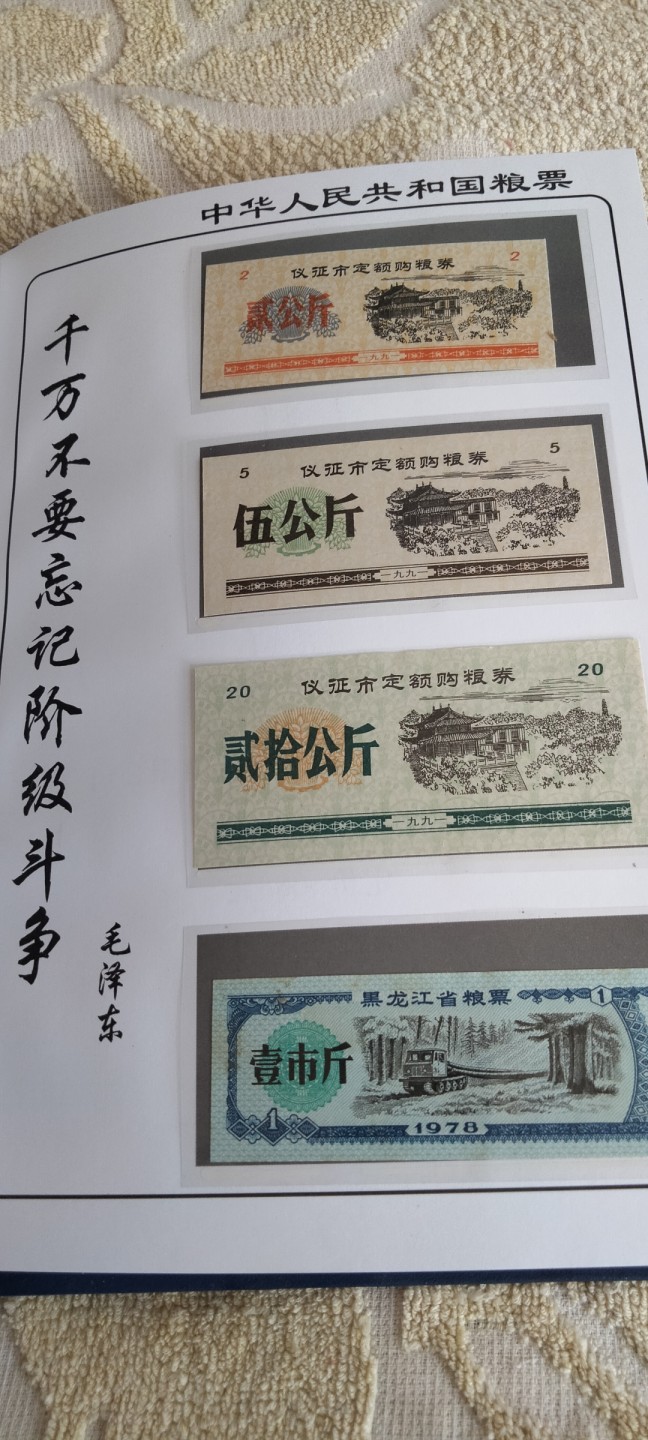 中华人民共和国粮票
千万不要忘记阶级斗争
毛泽东
2
仪征市定额购粮券
2
贰公斤
一九九一
5
仪征市定额购粮券
5
伍公斤
一九九一
20
仪征市定额购粮券
20
贰拾公斤
一九九一
黑龙江省粮票
1
壹市斤
1
1978